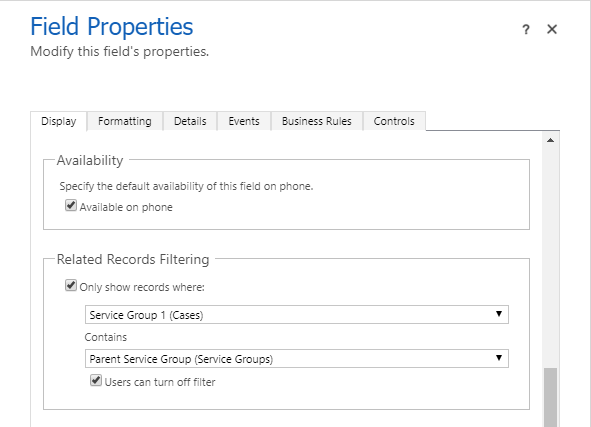 Field Properties
? ✕
Modify this field's properties.
Display Formatting Details Events Business Rules Controls
Availability
Specify the default availability of this field on phone.
Available on phone
Related Records Filtering
Only show records where:
Service Group 1 (Cases)
Contains
Parent Service Group (Service Groups)
Users can turn off filter